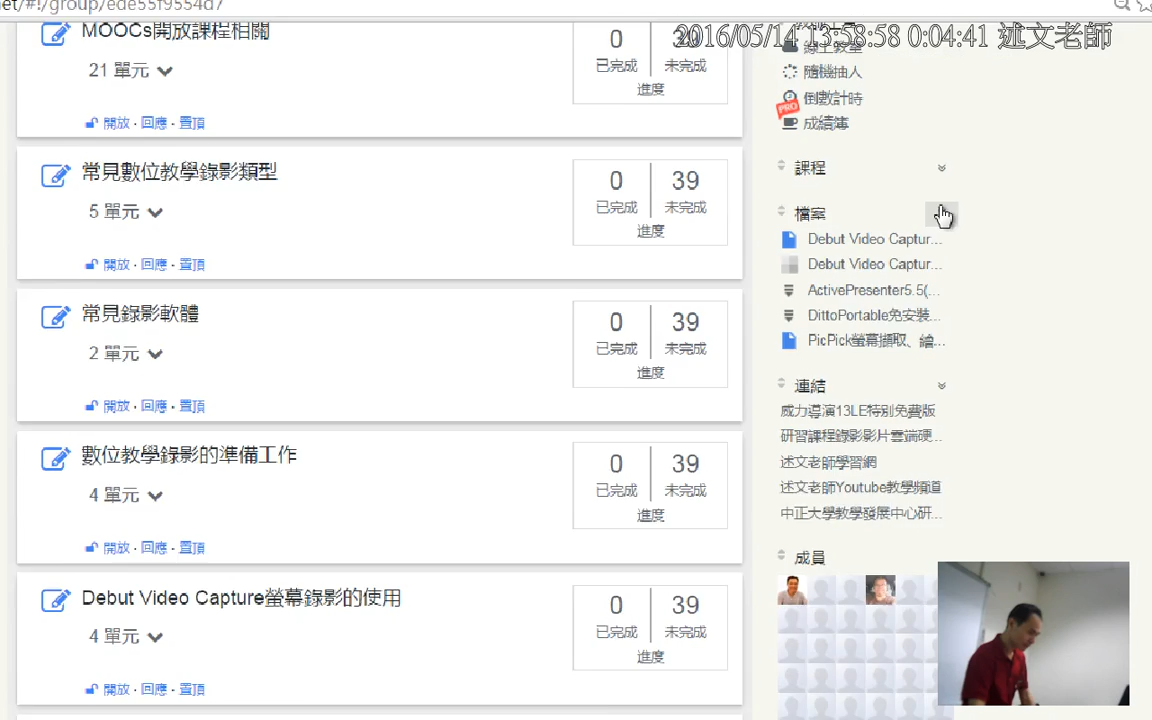 et/#!/group/ede55f9554d7
2016/05/14 13:58:58 0:04:41 述文老師
MOOCs開放課程相關
21 單元
開放 · 回應 · 置頂
0
39
已完成
未完成
進度
常見數位教學錄影類型
5 單元
開放 · 回應 · 置頂
0
39
已完成
未完成
進度
常見錄影軟體
2 單元
開放 · 回應 · 置頂
0
39
已完成
未完成
進度
數位教學錄影的準備工作
4 單元
開放 · 回應 · 置頂
0
39
已完成
未完成
進度
Debut Video Capture螢幕錄影的使用
4 單元
開放 · 回應 · 置頂
0
39
已完成
未完成
進度
線上教室
隨機抽人
倒數計時
PRO
成績簿
課程
檔案
Debut Video Captur...
Debut Video Captur...
ActivePresenter5.5(...
DittoPortable免安裝...
PicPick螢幕擷取、繪...
連結
威力導演13LE特別免費版
研習課程錄影影片雲端硬...
述文老師學習網
述文老師Youtube教學頻道
中正大學教學發展中心研...
成員